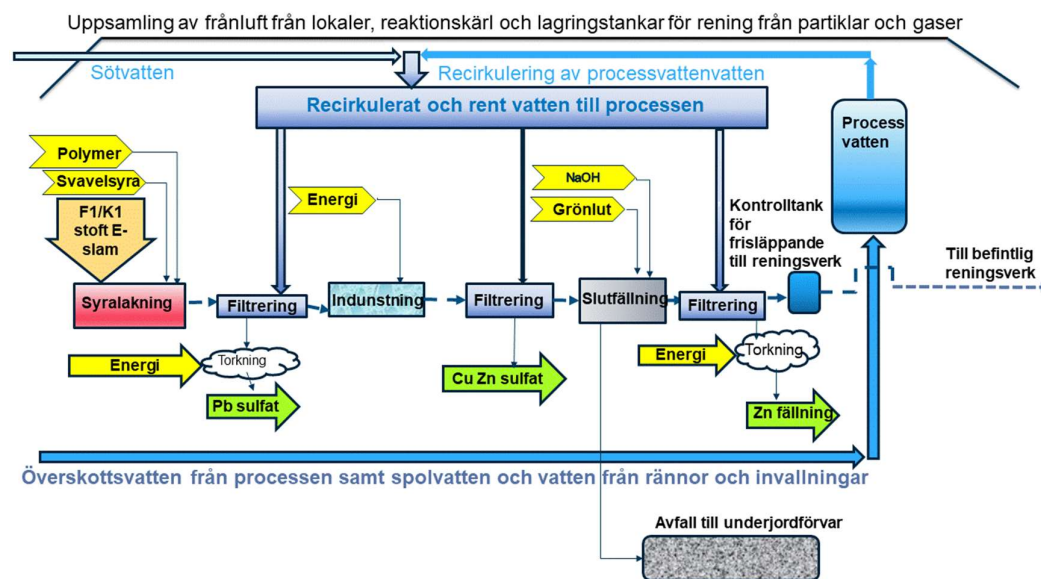 Uppsamling av frånluft från lokaler, reaktionskärl och lagringstankar för rening från partiklar och gaser
Sötvatten
Recirkulering av processvattenvatten
Recirkulerat och rent vatten till processen
Process
vatten
Polymer
Svavelsyra
F1/K1
stoft E-
slam
Energi
NaOH
Grönlut
Kontrolltank
för
frisläppande
till reningsverk
Till befintlig
reningsverk
Syralakning
Filtrering
Indunstning
Filtrering
Slutfällning
Filtrering
Energi
Torkning
Pb sulfat
Cu Zn sulfat
Energi
Torkning
Zn fällning
Överskottsvatten från processen samt spolvatten och vatten från rännor och invallningar
Avfall till underjordförvar